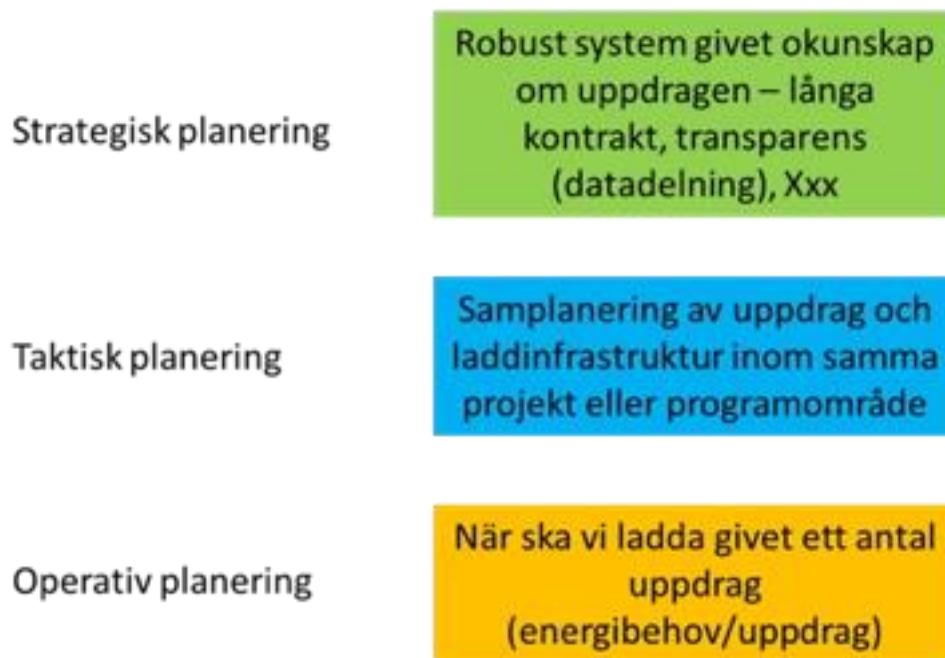 Strategisk planering
Robust system givet okunskap
om uppdragen – långa
kontrakt, transparens
(datadelning), Xxx
Taktisk planering
Samplanering av uppdrag och
laddinfrastruktur inom samma
projekt eller programområde
Operativ planering
När ska vi ladda givet ett antal
uppdrag
(energibehov/uppdrag)